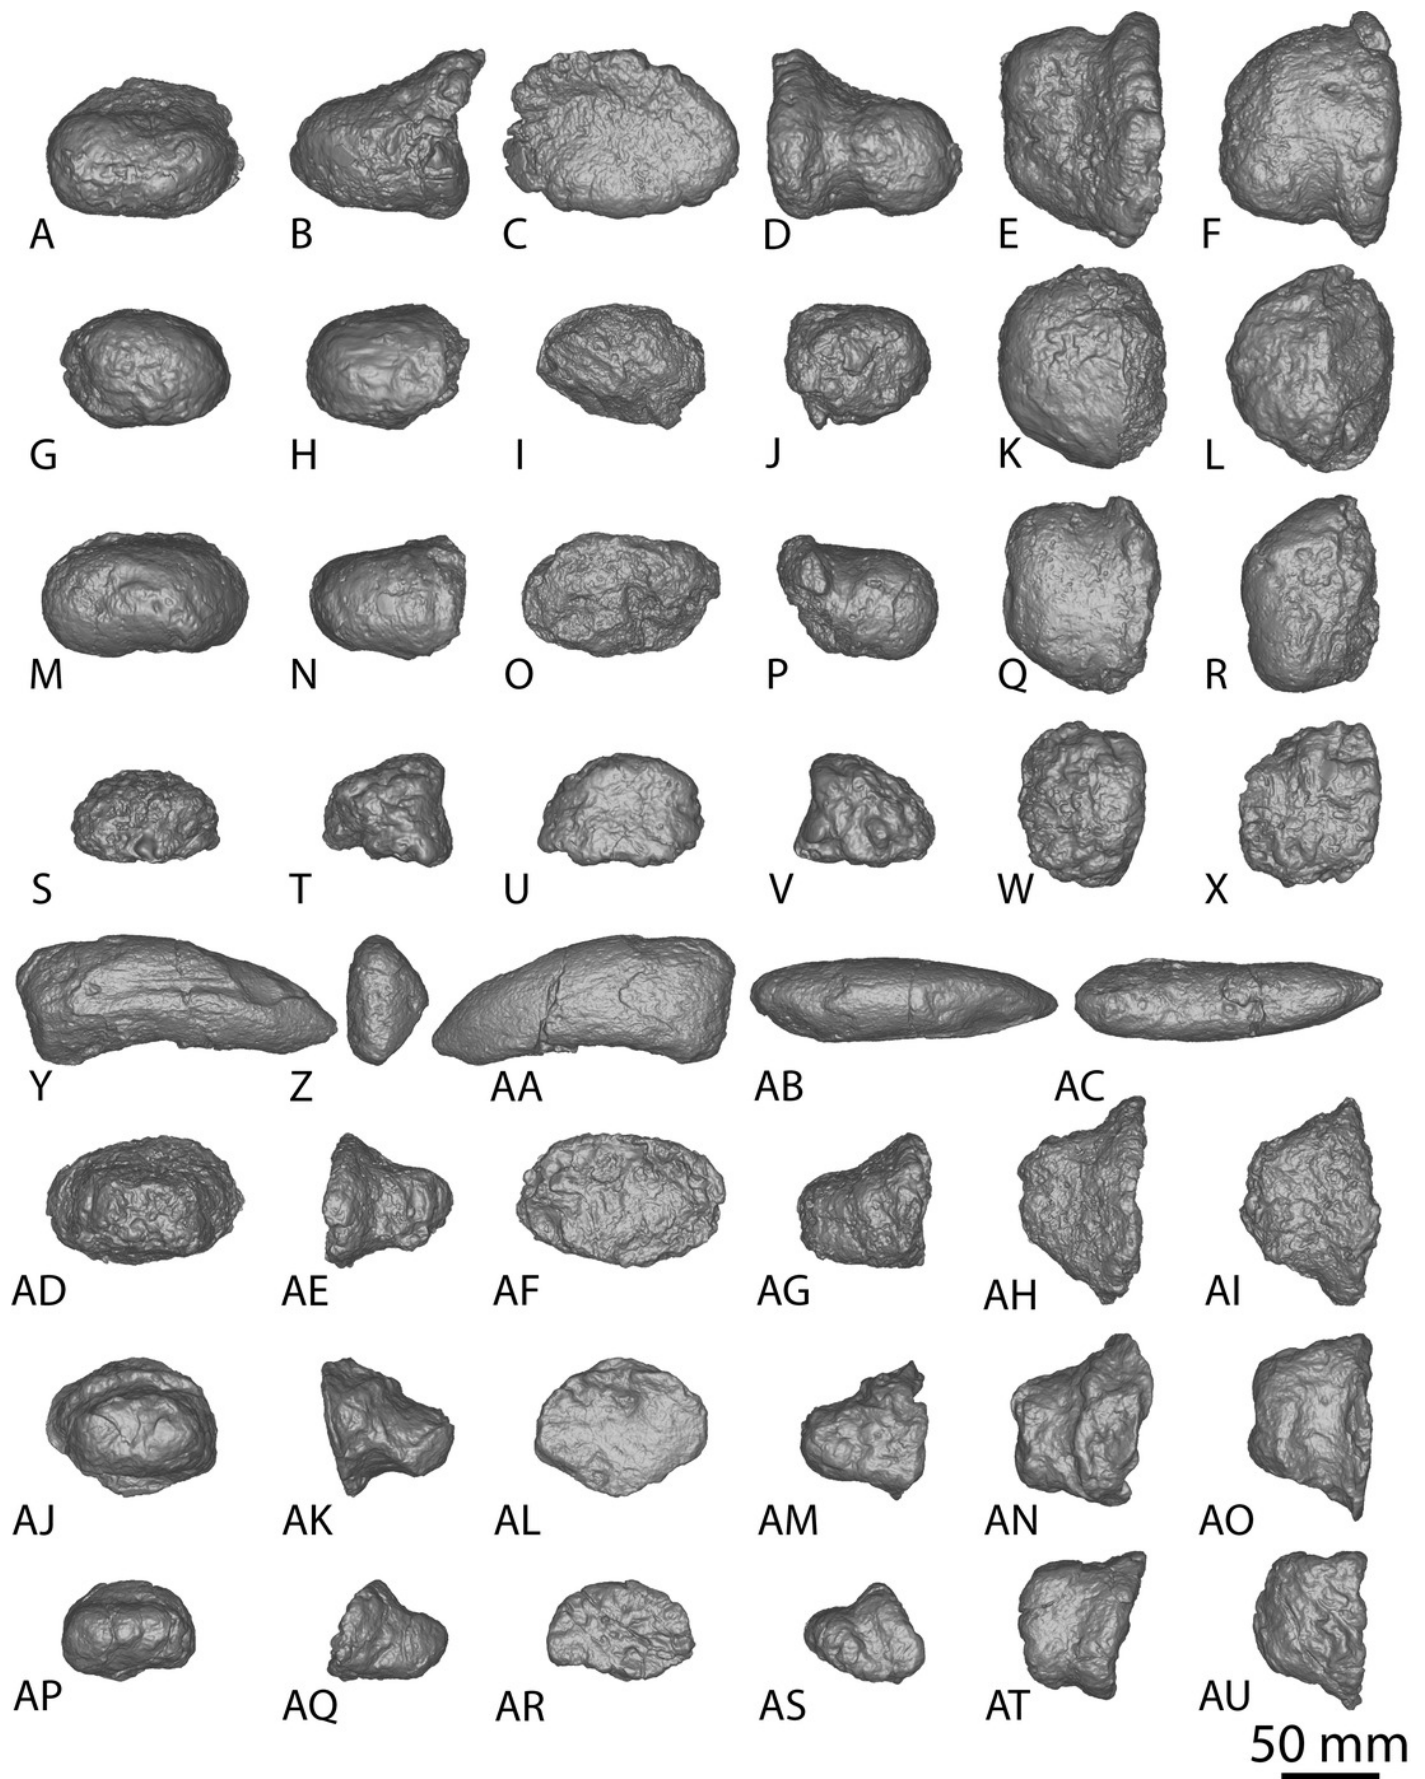 A B C D E F
G H I J K L
M N O P Q R
S T U V W X
Y Z AA AB AC
AD AE AF AG AH AI
AJ AK AL AM AN AO
AP AQ AR AS AT AU
50 mm